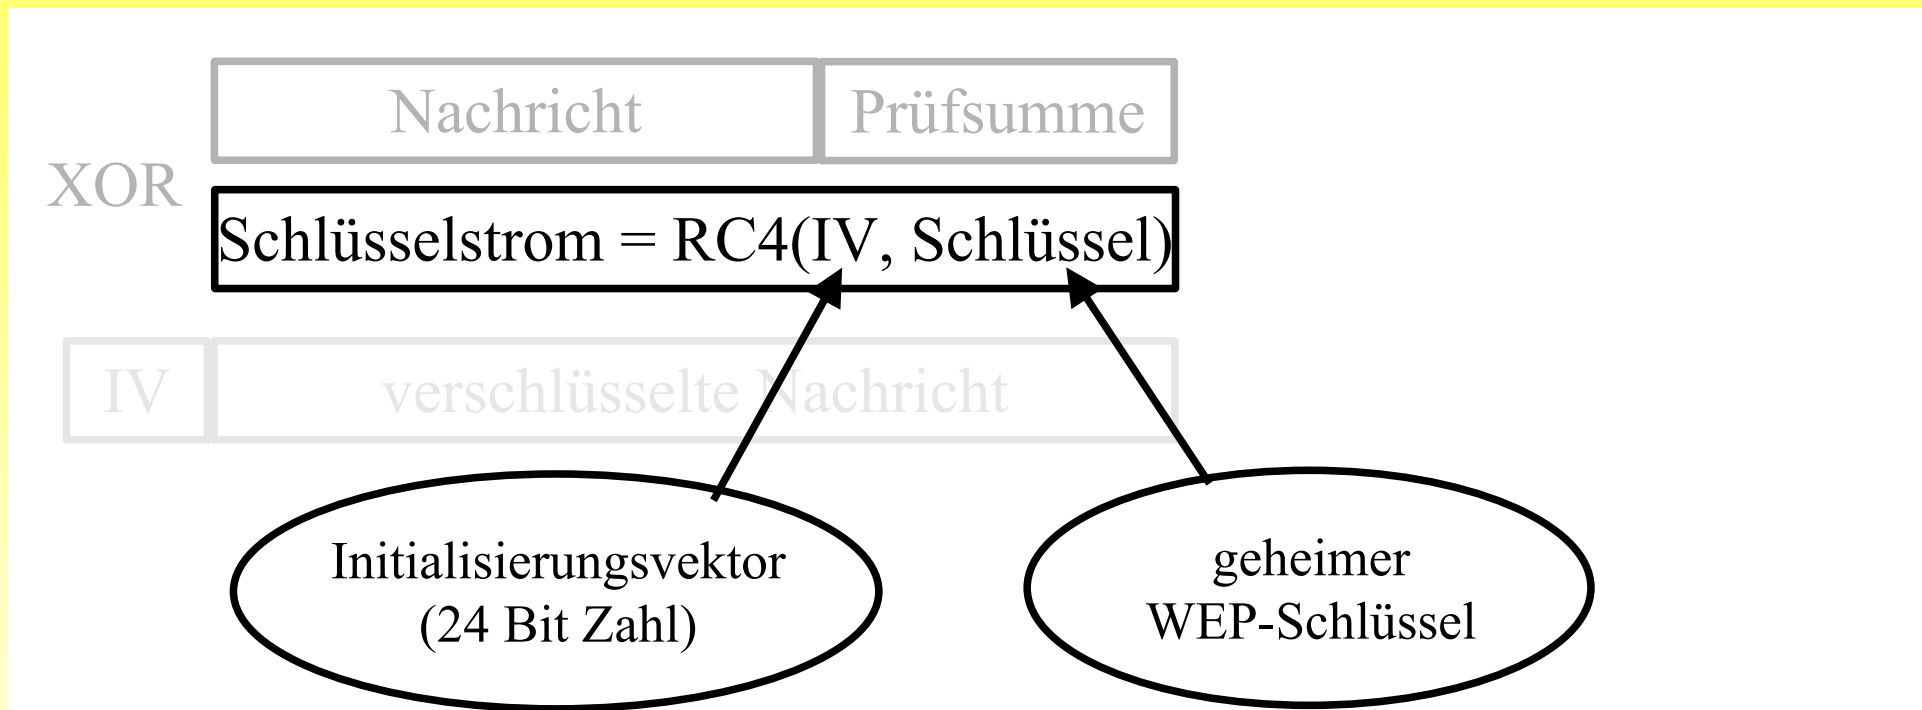 Nachricht Prüfsumme
XOR
Schlüsselstrom = RC4(IV, Schlüssel)
IV verschlüsselte Nachricht
Initialisierungsvektor
(24 Bit Zahl)
geheimer
WEP-Schlüssel